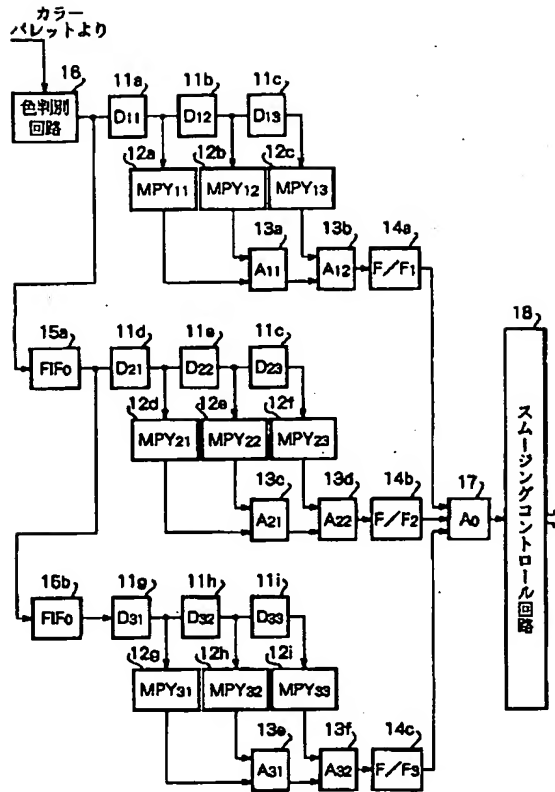 カラー
パレットより
16
色判別
回路
11a 11b 11c
D11 D12 D13
12a 12b 12c
MPY11 MPY12 MPY13
13a 13b 14a
A11 A12 F/F1
18
15a 11d 11e 11c
FIFO D21 D22 D23
12d 12e 12f
MPY21 MPY22 MPY23
13c 13d 14b 17
A21 A22 F/F2 A0
スムージングコントロール回路
15b 11g 11h 11i
FIFO D31 D32 D33
12g 12h 12i
MPY31 MPY32 MPY33
13e 13f 14c
A31 A32 F/F3